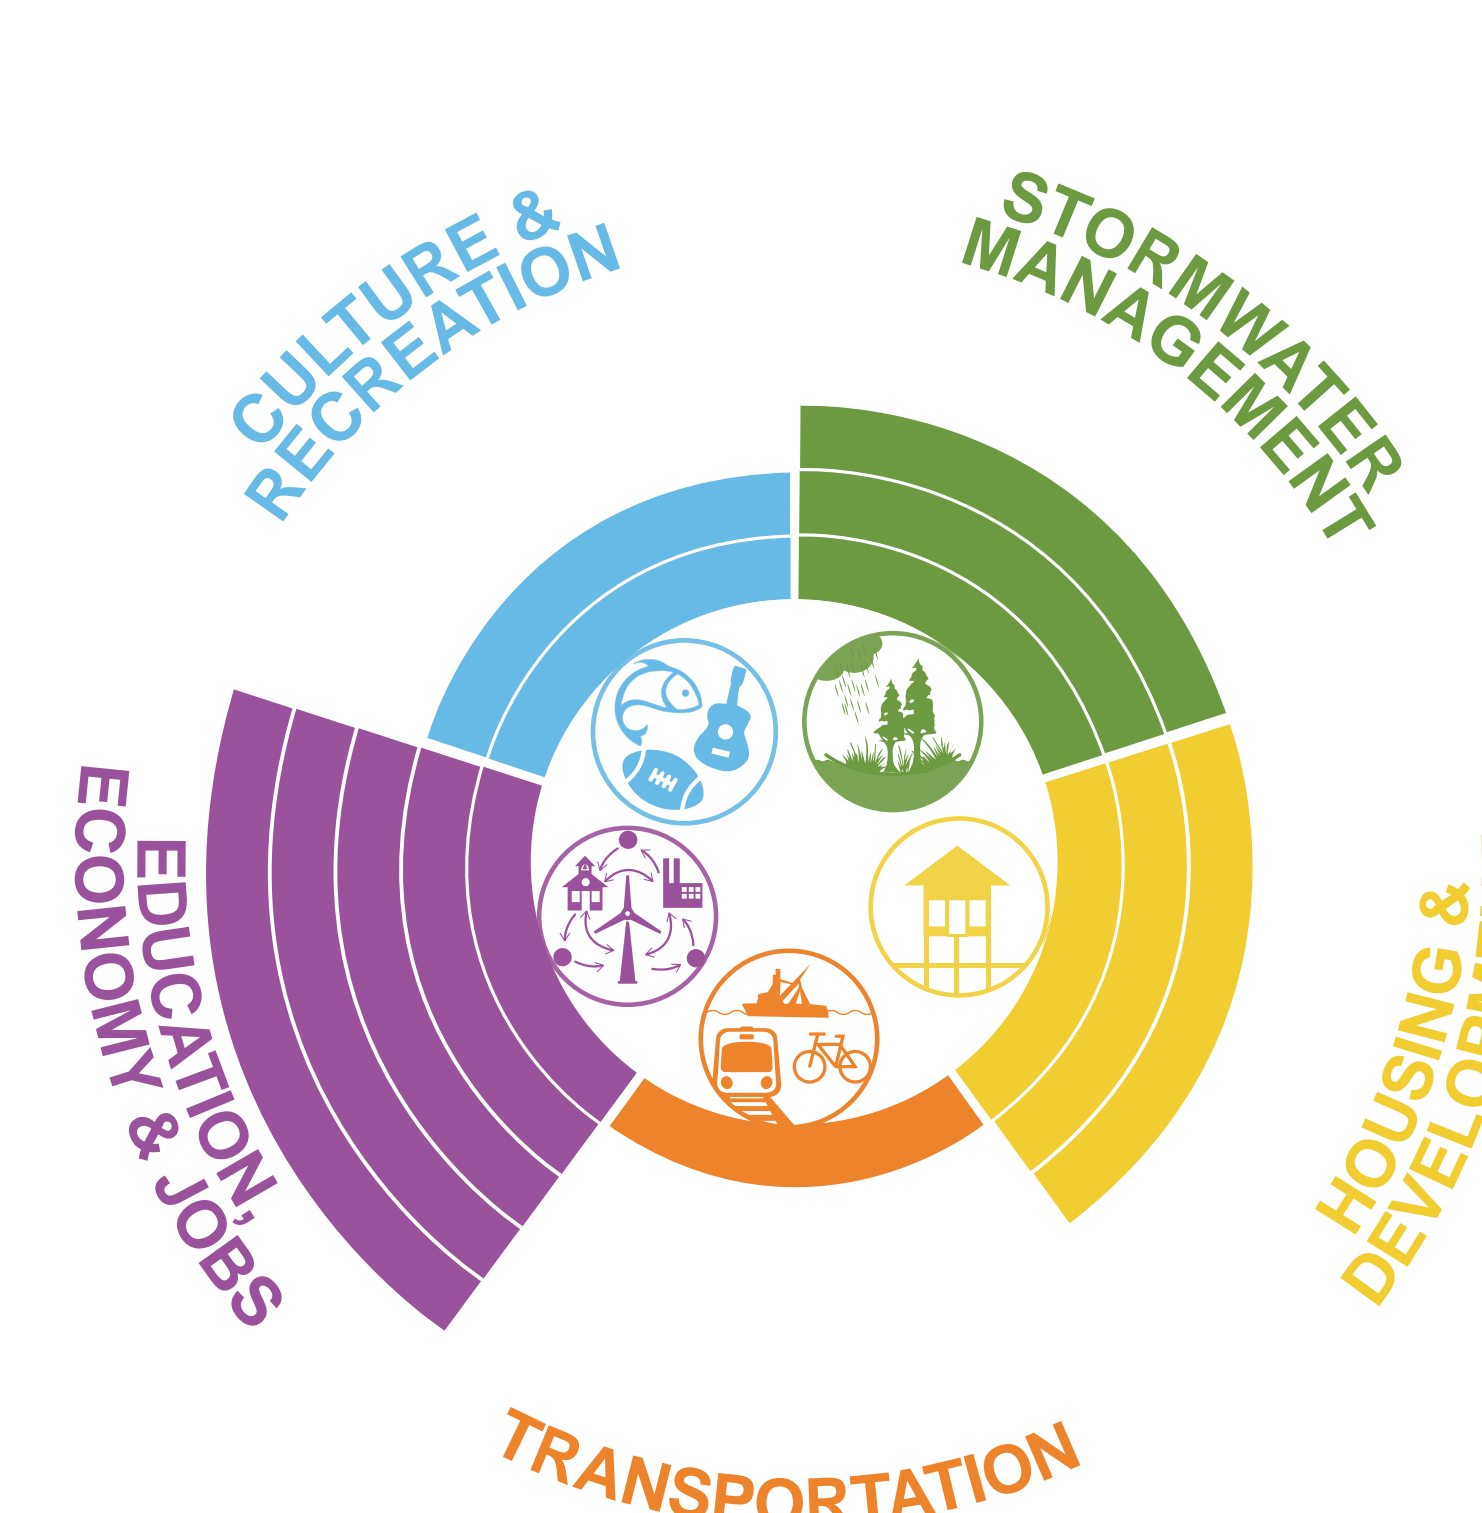 CULTURE &
RECREATION
STORMWATER
MANAGEMENT
HOUSING &
EDUCATION,
ECONOMY & JOBS
TRANSPORTATION